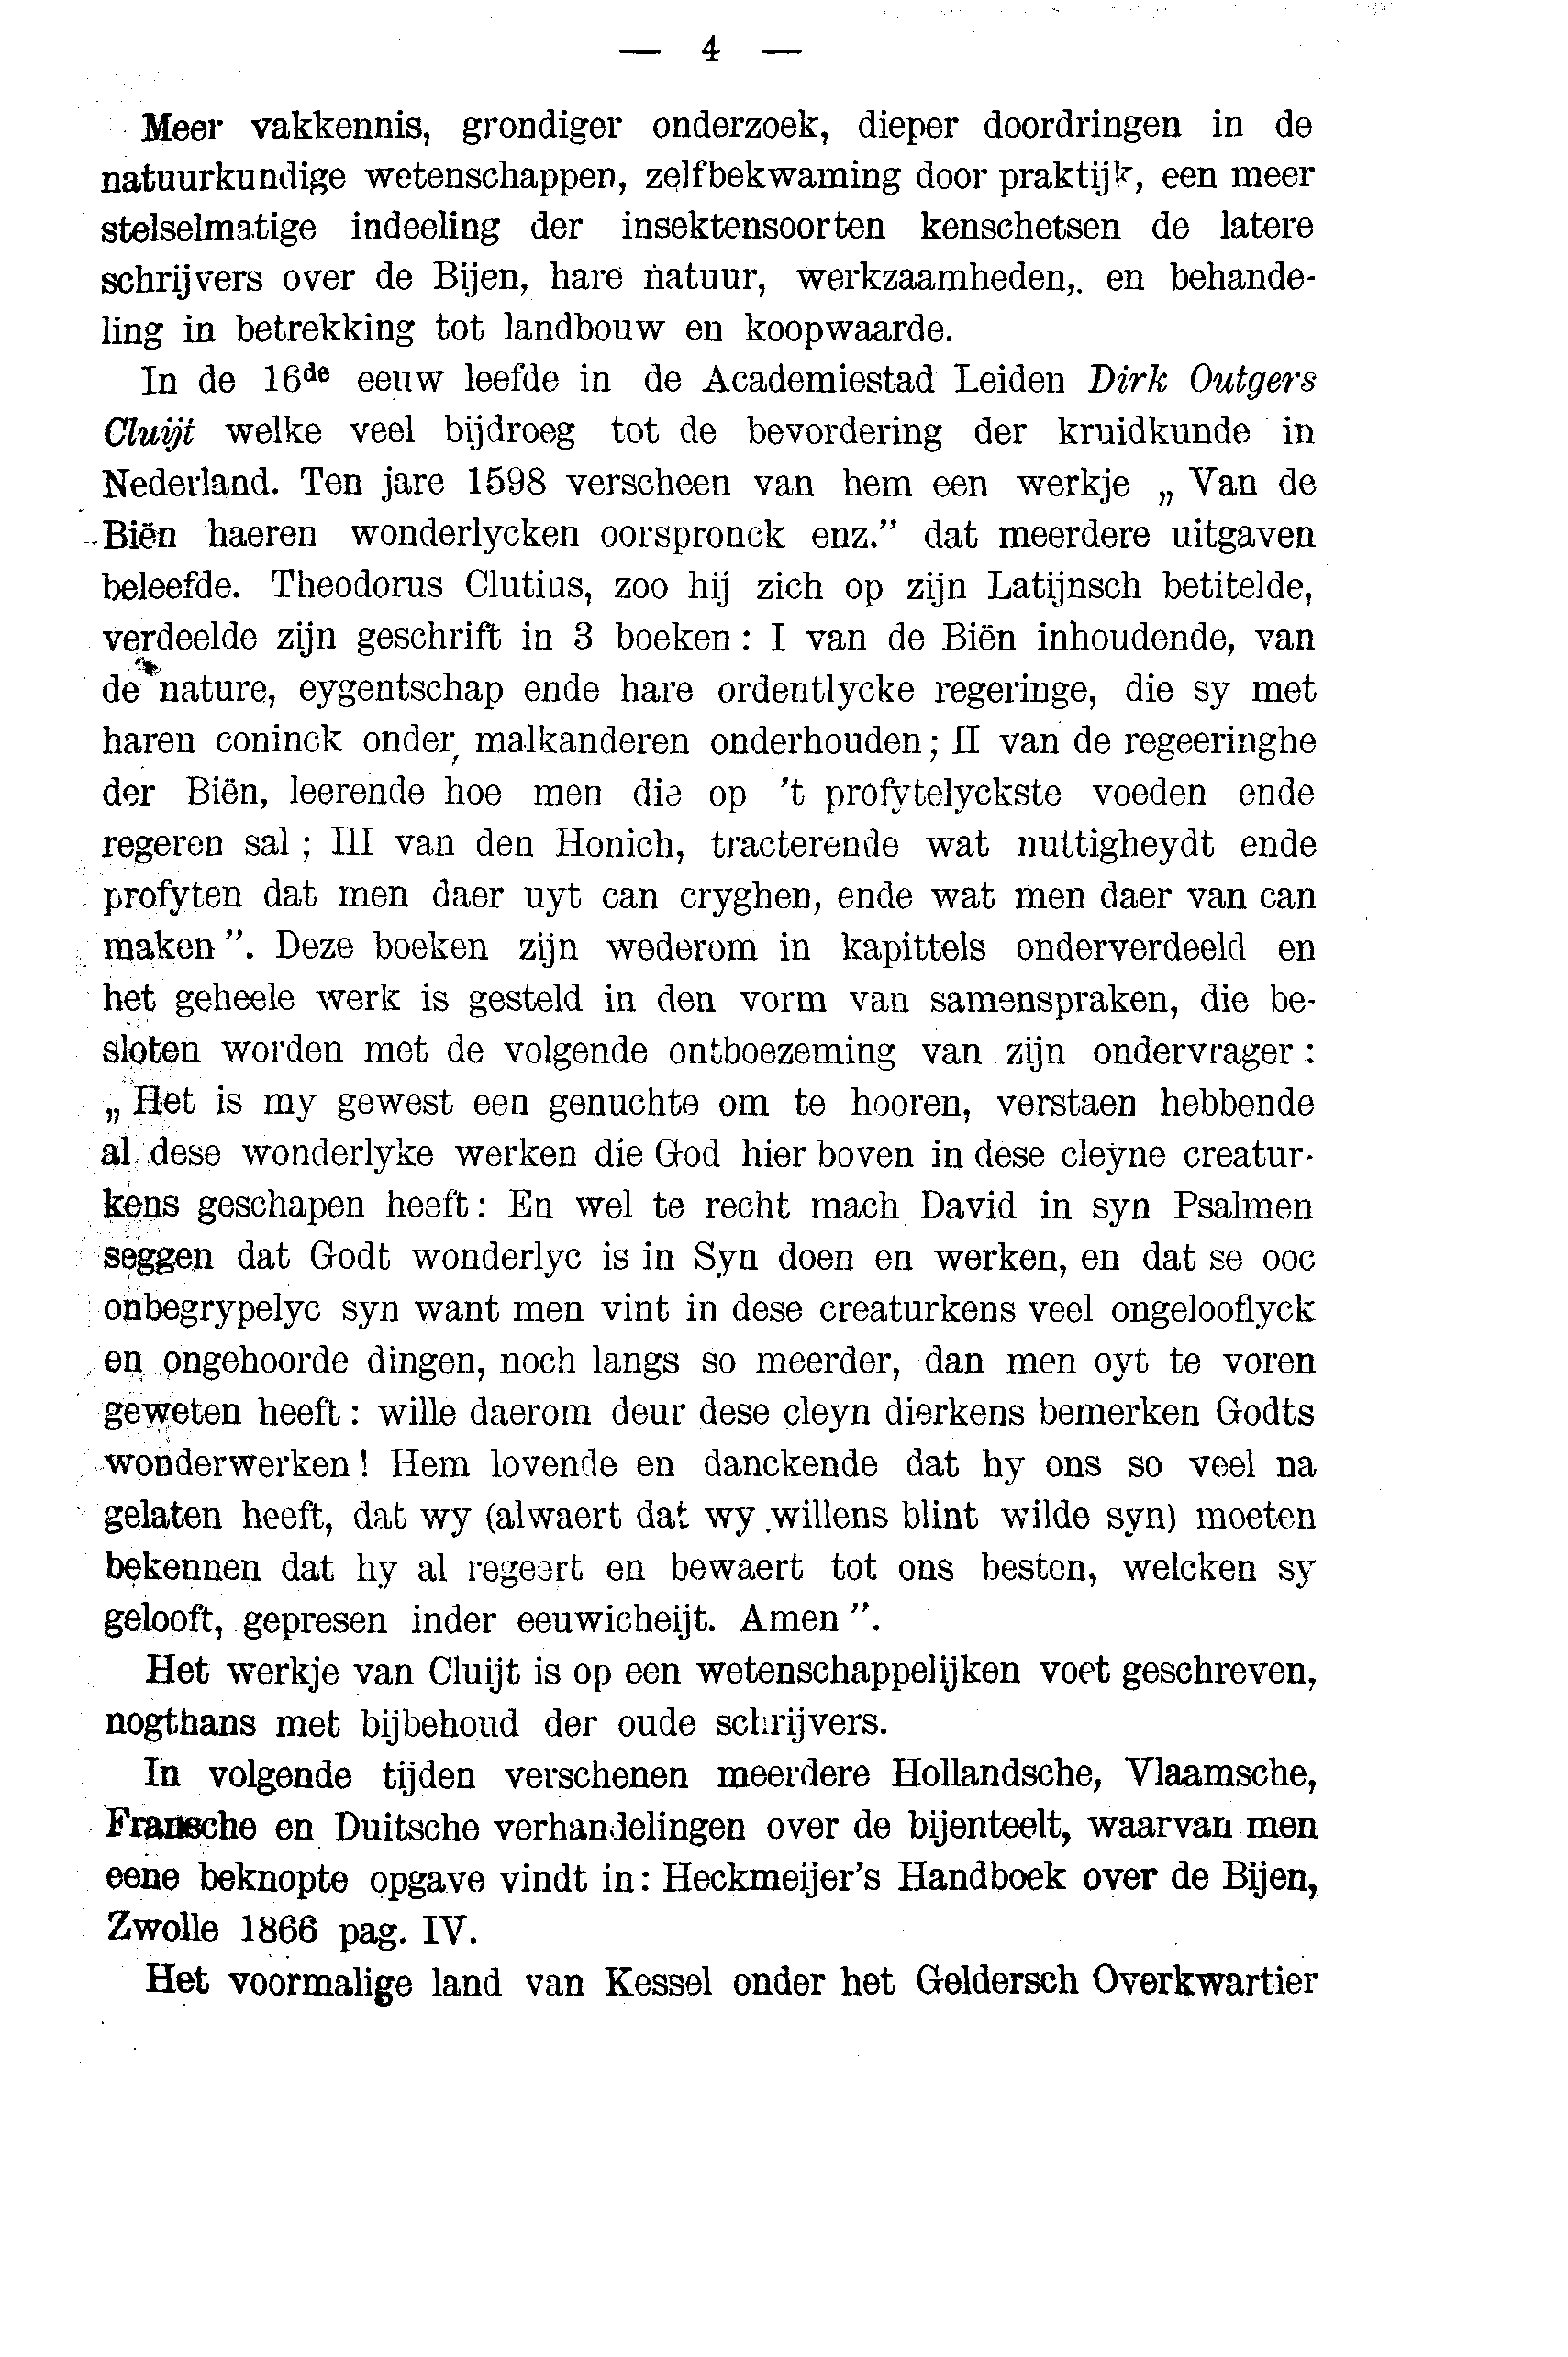 — 4 —
Meer vakkennis, grondiger onderzoek, dieper doordringen in de
natuurkundige wetenschappen, zelfbekwaming door praktijk, een meer
stelselmatige indeeling der insektensoorten kenschetsen de latere
schrijvers over de Bijen, hare natuur, werkzaamheden, en behande-
ling in betrekking tot landbouw en koopwaarde.
In de 16de eeuw leefde in de Academiestad Leiden Dirk Outgers
Cluijt welke veel bijdroeg tot de bevordering der kruidkunde in
Nederland. Ten jare 1598 verscheen van hem een werkje „ Van de
Biën haeren wonderlycken oorspronck enz.” dat meerdere uitgaven
beleefde. Theodorus Clutius, zoo hij zich op zijn Latijnsch betitelde,
verdeelde zijn geschrift in 3 boeken : I van de Biën inhoudende, van
de nature, eygentschap ende hare ordentlycke regeringe, die sy met
haren coninck onder malkanderen onderhouden ; II van de regeeringhe
der Biën, leerende hoe men die op 't profytelyckste voeden ende
regeren sal ; III van den Honich, tracterende wat nuttigheydt ende
profyten dat men daer uyt can cryghen, ende wat men daer van can
maken ”. Deze boeken zijn wederom in kapittels onderverdeeld en
het geheele werk is gesteld in den vorm van samenspraken, die be-
sloten worden met de volgende ontboezeming van zijn ondervrager :
„ Het is my gewest een genuchte om te hooren, verstaen hebbende
al dese wonderlyke werken die God hier boven in dese cleyne creatur-
kens geschapen heeft : En wel te recht mach David in syn Psalmen
seggen dat Godt wonderlyc is in Syn doen en werken, en dat se ooc
onbegrypelyc syn want men vint in dese creaturkens veel ongelooflyck
en ongehoorde dingen, noch langs so meerder, dan men oyt te voren
geweten heeft : wille daerom deur dese cleyn dierkens bemerken Godts
wonderwerken ! Hem lovende en danckende dat hy ons so veel na
gelaten heeft, dat wy (alwaert dat wy willens blint wilde syn) moeten
bekennen dat hy al regeert en bewaert tot ons besten, welcken sy
gelooft, gepresen inder eeuwicheijt. Amen ”.
Het werkje van Cluijt is op een wetenschappelijken voet geschreven,
nogthans met bijbehoud der oude schrijvers.
In volgende tijden verschenen meerdere Hollandsche, Vlaamsche,
Fransche en Duitsche verhandelingen over de bijenteelt, waarvan men
eene beknopte opgave vindt in : Heckmeijer's Handboek over de Bijen,
Zwolle 1866 pag. IV.
Het voormalige land van Kessel onder het Geldersch Overkwartier